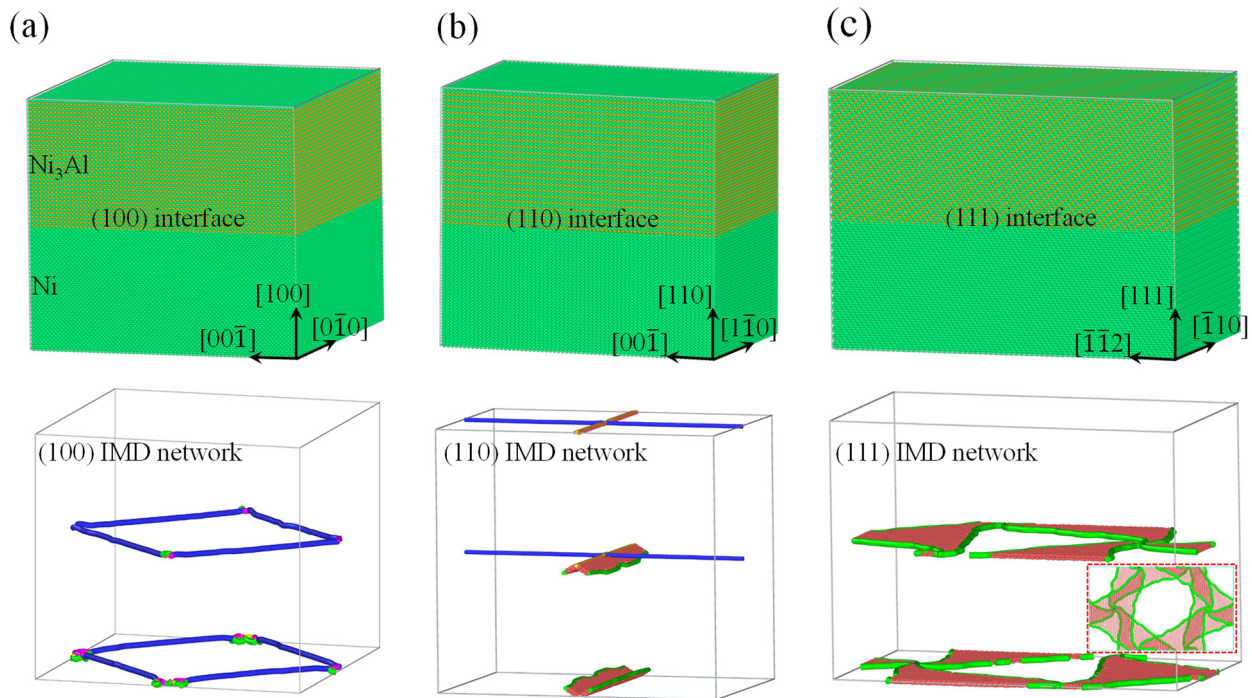 (a)
(b)
(c)
Ni₃Al
(100) interface
(110) interface
(111) interface
Ni
[100]
[01̅0]
[001̅]
[110]
[11̅0]
[001̅]
[111]
[1̅10]
[1̅1̅2]
(100) IMD network
(110) IMD network
(111) IMD network